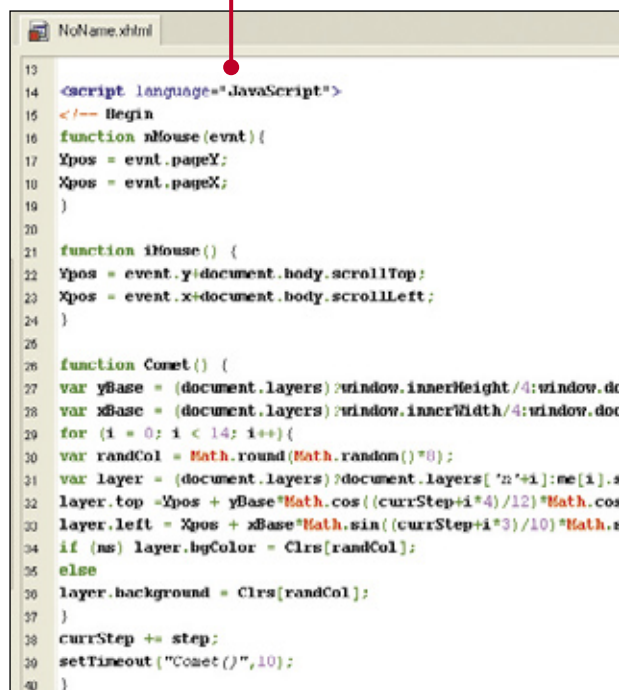 NoName.xhtml
13
14 <script language="JavaScript">
15 <!-- Begin
16 function nMouse(evnt){
17 Ypos = evnt.pageY;
18 Xpos = evnt.pageX;
19 }
20
21 function iMouse() {
22 Ypos = event.y+document.body.scrollTop;
23 Xpos = event.x+document.body.scrollLeft;
24 }
25
26 function Comet() {
27 var yBase = (document.layers)?window.innerHeight/4:window.do
28 var xBase = (document.layers)?window.innerWidth/4:window.doc
29 for (i = 0; i < 14; i++){
30 var randCol = Math.round(Math.random()*8);
31 var layer = (document.layers)?document.layers['n'+i]:me[i].s
32 layer.top =Ypos + yBase*Math.cos((currStep+i*4)/12)*Math.cos
33 layer.left = Xpos + xBase*Math.sin((currStep+i*3)/10)*Math.s
34 if (ns) layer.bgColor = Clrs[randCol];
35 else
36 layer.background = Clrs[randCol];
37 }
38 currStep += step;
39 setTimeout("Comet()",10);
40 }